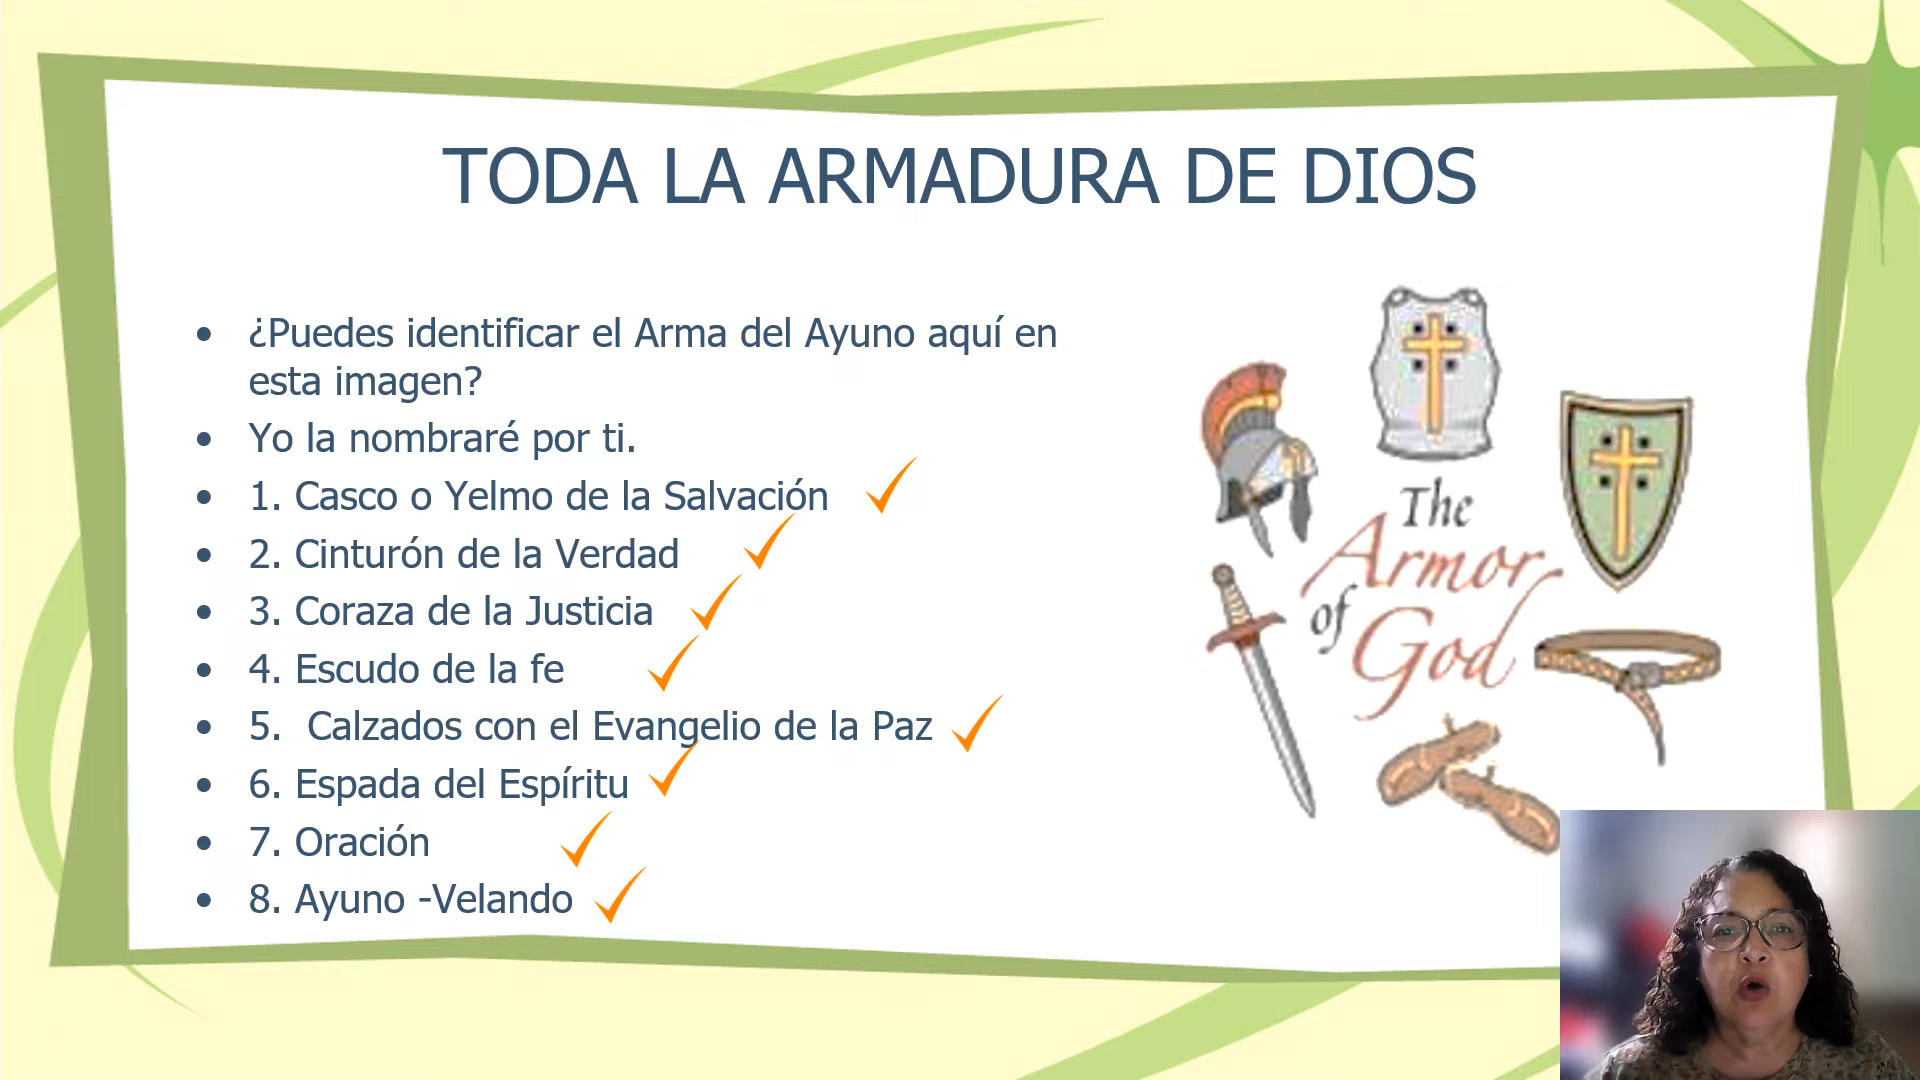 TODA LA ARMADURA DE DIOS
• ¿Puedes identificar el Arma del Ayuno aquí en
esta imagen?
• Yo la nombraré por ti.
• 1. Casco o Yelmo de la Salvación
• 2. Cinturón de la Verdad
• 3. Coraza de la Justicia
• 4. Escudo de la fe
• 5.  Calzados con el Evangelio de la Paz
• 6. Espada del Espíritu
• 7. Oración
• 8. Ayuno -Velando
The
Armor
of
God